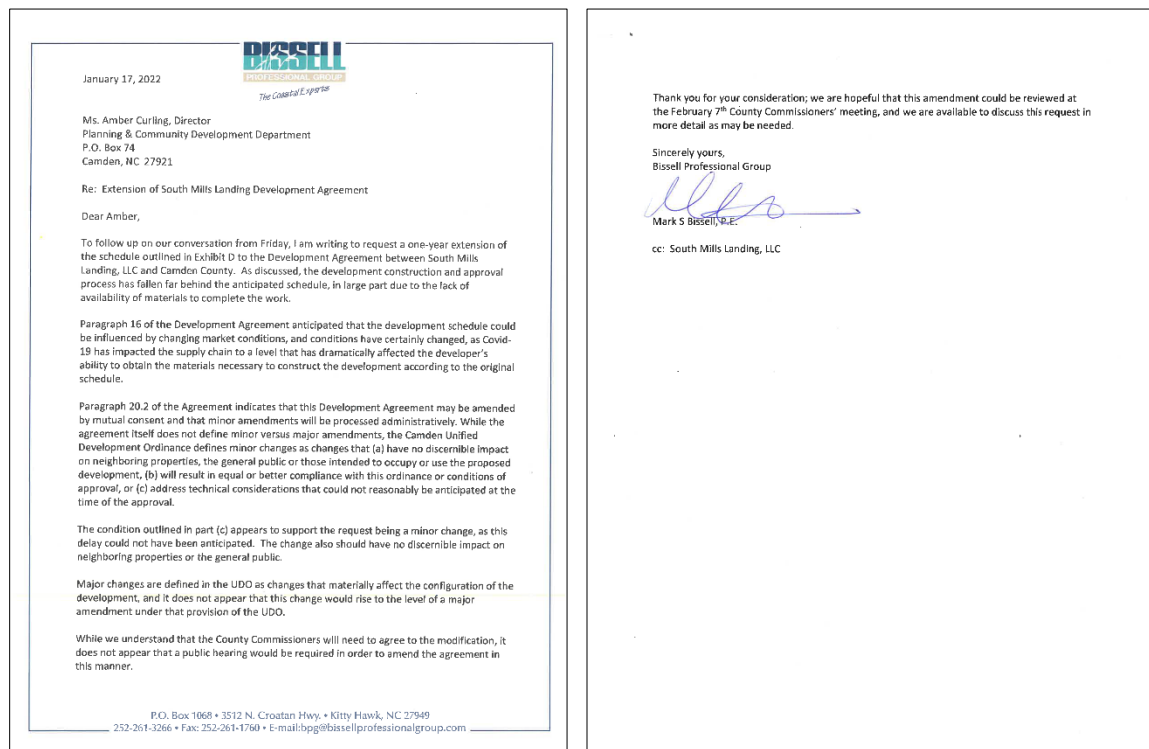 BISSELL
PROFESSIONAL GROUP
The Coastal Experts
January 17, 2022
Ms. Amber Curling, Director
Planning & Community Development Department
P.O. Box 74
Camden, NC  27921
Re:  Extension of South Mills Landing Development Agreement
Dear Amber,
To follow up on our conversation from Friday, I am writing to request a one-year extension of
the schedule outlined in Exhibit D to the Development Agreement between South Mills
Landing, LLC and Camden County.  As discussed, the development construction and approval
process has fallen far behind the anticipated schedule, in large part due to the lack of
availability of materials to complete the work.
Paragraph 16 of the Development Agreement anticipated that the development schedule could
be influenced by changing market conditions, and conditions have certainly changed, as Covid-
19 has impacted the supply chain to a level that has dramatically affected the developer's
ability to obtain the materials necessary to construct the development according to the original
schedule.
Paragraph 20.2 of the Agreement indicates that this Development Agreement may be amended
by mutual consent and that minor amendments will be processed administratively. While the
agreement itself does not define minor versus major amendments, the Camden Unified
Development Ordinance defines minor changes as changes that (a) have no discernible impact
on neighboring properties, the general public or those intended to occupy or use the proposed
development, (b) will result in equal or better compliance with this ordinance or conditions of
approval, or (c) address technical considerations that could not reasonably be anticipated at the
time of the approval.
The condition outlined in part (c) appears to support the request being a minor change, as this
delay could not have been anticipated.  The change also should have no discernible impact on
neighboring properties or the general public.
Major changes are defined in the UDO as changes that materially affect the configuration of the
development, and it does not appear that this change would rise to the level of a major
amendment under that provision of the UDO.
While we understand that the County Commissioners will need to agree to the modification, it
does not appear that a public hearing would be required in order to amend the agreement in
this manner.
P.O. Box 1068 • 3512 N. Croatan Hwy. • Kitty Hawk, NC 27949
252-261-3266 • Fax: 252-261-1760 • E-mail:bpg@bissellprofessionalgroup.com
Thank you for your consideration; we are hopeful that this amendment could be reviewed at
the February 7th County Commissioners' meeting, and we are available to discuss this request in
more detail as may be needed.
Sincerely yours,
Bissell Professional Group
Mark S Bissell, P.E.
cc:  South Mills Landing, LLC